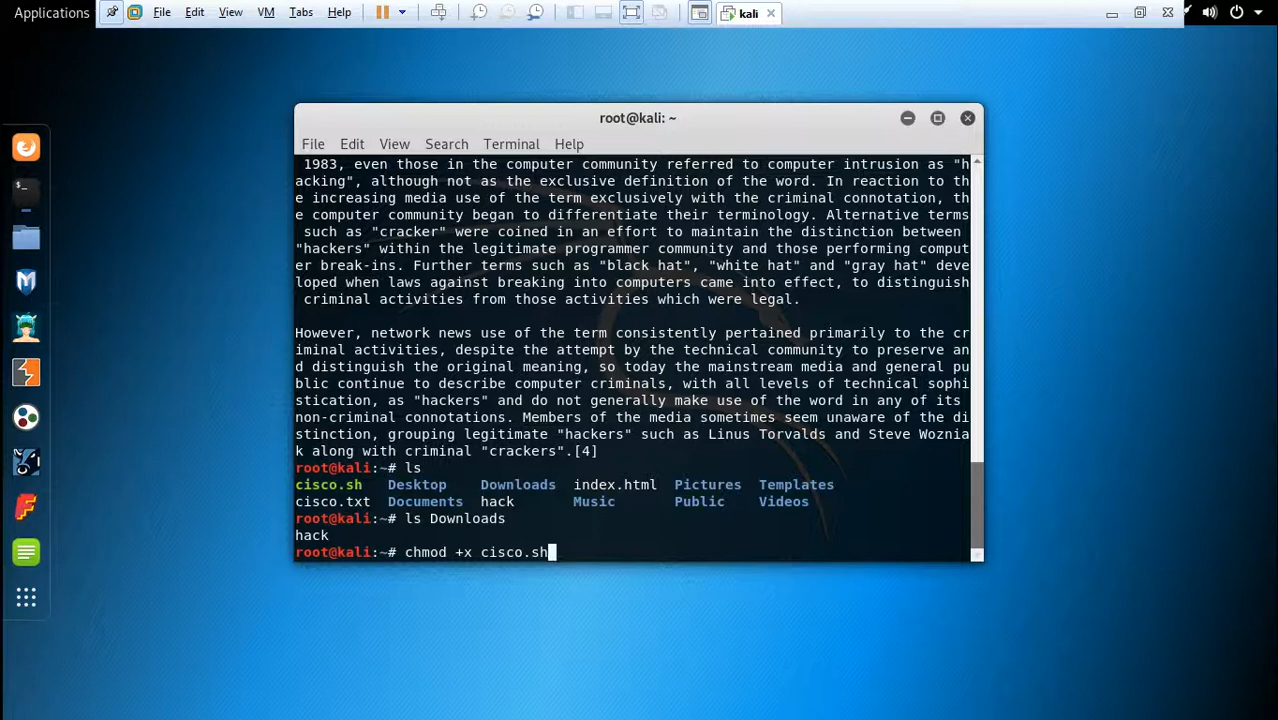 Applications File Edit View VM Tabs Help kali
root@kali: ~
File Edit View Search Terminal Help
1983, even those in the computer community referred to computer intrusion as "h
acking", although not as the exclusive definition of the word. In reaction to th
e increasing media use of the term exclusively with the criminal connotation, th
e computer community began to differentiate their terminology. Alternative terms
such as "cracker" were coined in an effort to maintain the distinction between
"hackers" within the legitimate programmer community and those performing comput
er break-ins. Further terms such as "black hat", "white hat" and "gray hat" deve
loped when laws against breaking into computers came into effect, to distinguish
criminal activities from those activities which were legal.
However, network news use of the term consistently pertained primarily to the cr
iminal activities, despite the attempt by the technical community to preserve an
d distinguish the original meaning, so today the mainstream media and general pu
blic continue to describe computer criminals, with all levels of technical sophi
stication, as "hackers" and do not generally make use of the word in any of its
non-criminal connotations. Members of the media sometimes seem unaware of the di
stinction, grouping legitimate "hackers" such as Linus Torvalds and Steve Woznia
k along with criminal "crackers".[4]
root@kali:~# ls
cisco.sh Desktop Downloads index.html Pictures Templates
cisco.txt Documents hack Music Public Videos
root@kali:~# ls Downloads
hack
root@kali:~# chmod +x cisco.sh